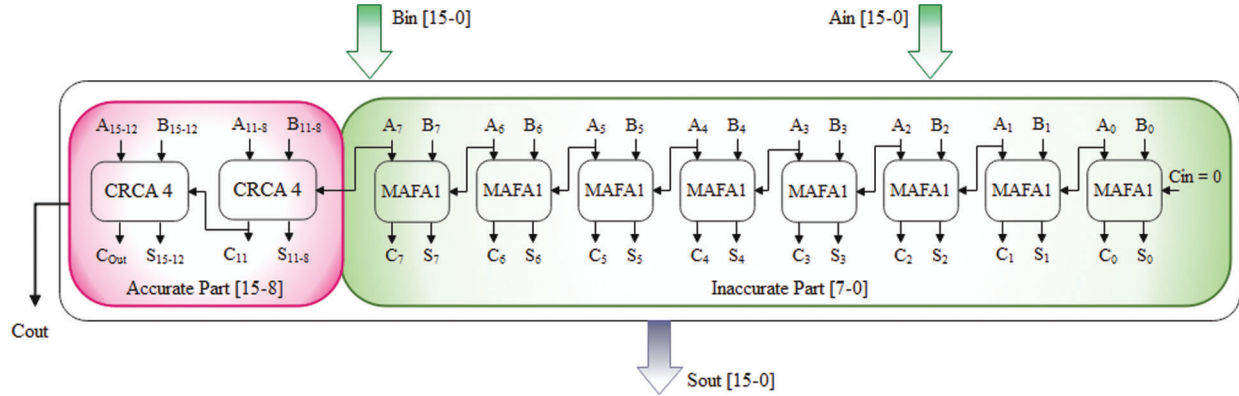 Bin [15-0] Ain [15-0]
A15-12 B15-12 A11-8 B11-8 A7 B7 A6 B6 A5 B5 A4 B4 A3 B3 A2 B2 A1 B1 A0 B0
CRCA 4 CRCA 4 MAFA1 MAFA1 MAFA1 MAFA1 MAFA1 MAFA1 MAFA1 MAFA1 Cin = 0
COut S15-12 C11 S11-8 C7 S7 C6 S6 C5 S5 C4 S4 C3 S3 C2 S2 C1 S1 C0 S0
Accurate Part [15-8] Inaccurate Part [7-0]
Cout
Sout [15-0]